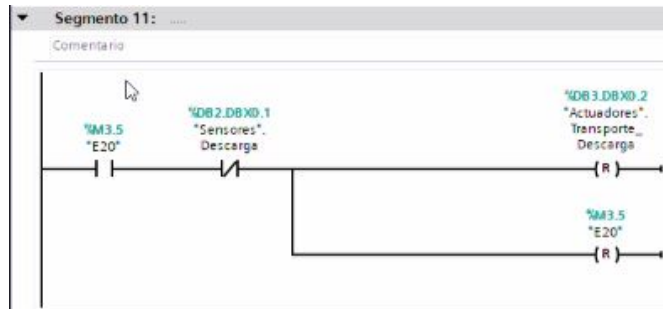 Segmento 11: .....
Comentario
%M3.5
"E20"
%DB2.DBX0.1
"Sensores".
Descarga
%DB3.DBX0.2
"Actuadores".
Transporte_
Descarga
R
%M3.5
"E20"
R